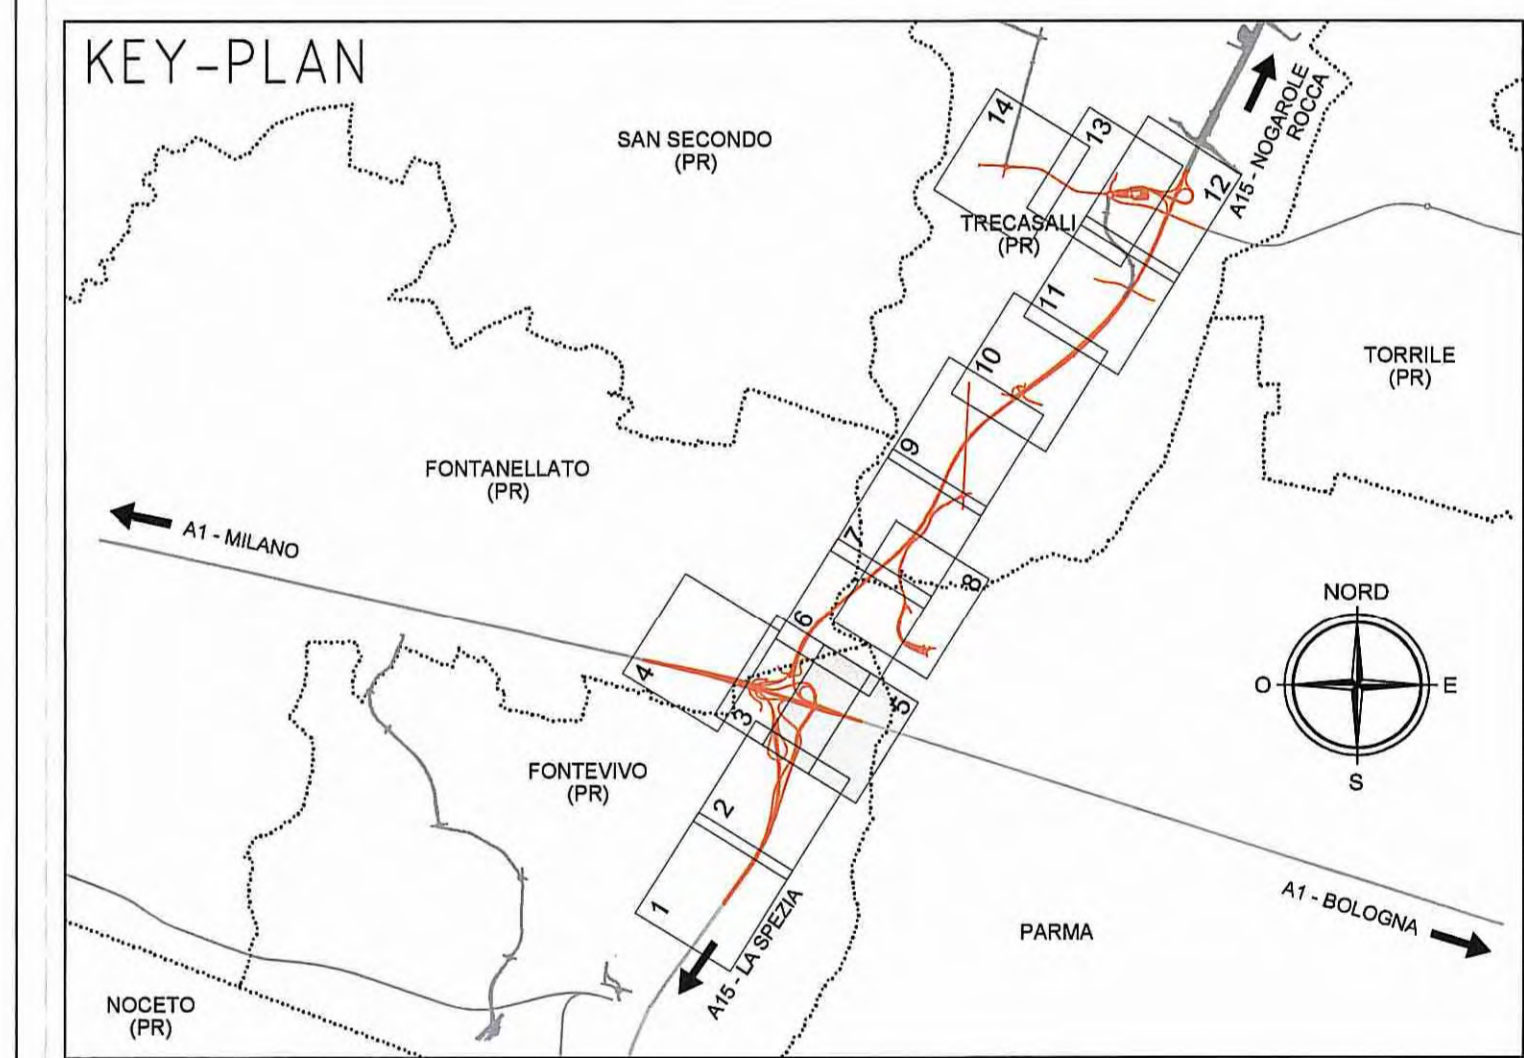 KEY-PLAN
SAN SECONDO
(PR)
14
13
12
A15 - NOGAROLE
ROCCA
TRECASALI
(PR)
11
10
TORRILE
(PR)
9
FONTANELLATO
(PR)
A1 - MILANO
7
8
6
NORD
O
E
S
4
3
5
FONTEVIVO
(PR)
2
1
A15 - LA SPEZIA
A1 - BOLOGNA
PARMA
NOCETO
(PR)